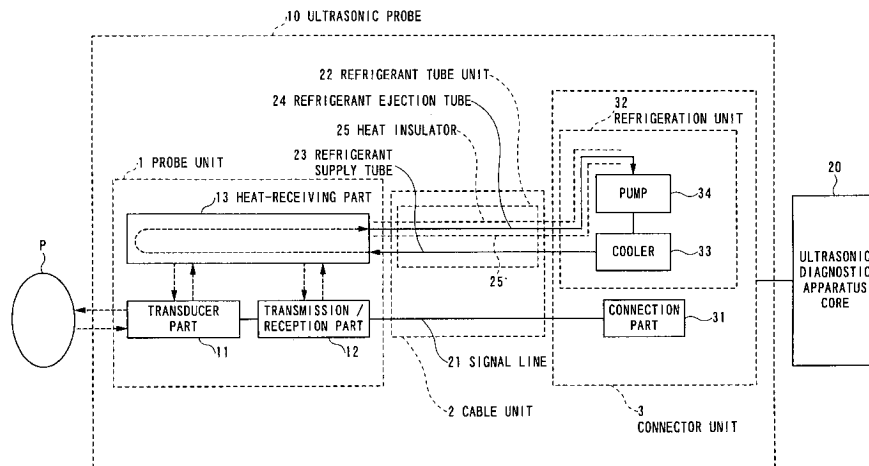 10 ULTRASONIC PROBE
22 REFRIGERANT TUBE UNIT
24 REFRIGERANT EJECTION TUBE
25 HEAT INSULATOR
23 REFRIGERANT
SUPPLY TUBE
32
REFRIGERATION UNIT
1 PROBE UNIT
13 HEAT-RECEIVING PART
PUMP
34
20
COOLER
33
25'
P
ULTRASONIC
DIAGNOSTIC
APPARATUS
CORE
TRANSDUCER
PART
TRANSMISSION /
RECEPTION PART
CONNECTION
PART
31
11
12
21 SIGNAL LINE
2 CABLE UNIT
3
CONNECTOR UNIT